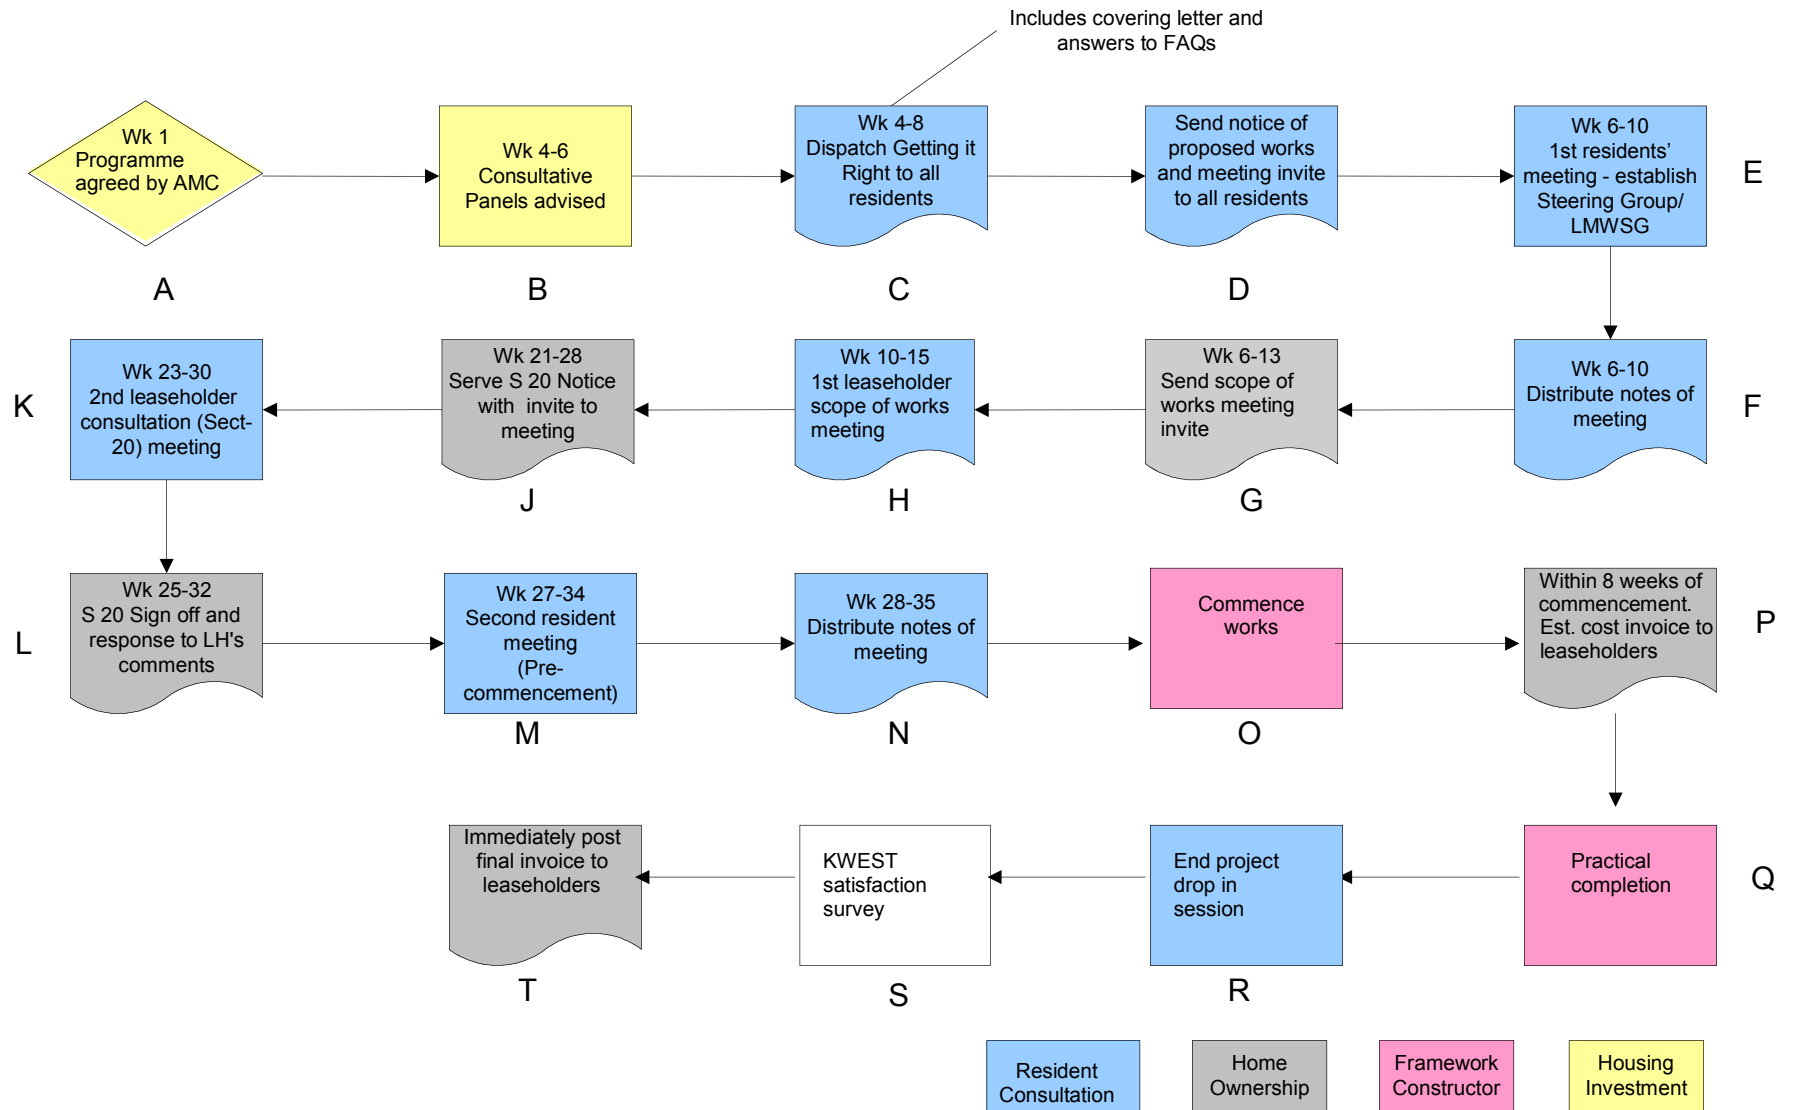 Includes covering letter and
answers to FAQs
Wk 1
Programme
agreed by AMC
A
Wk 4-6
Consultative
Panels advised
B
Wk 4-8
Dispatch Getting it
Right to all
residents
C
Send notice of
proposed works
and meeting invite
to all residents
D
Wk 6-10
1st residents’
meeting - establish
Steering Group/
LMWSG
E
Wk 6-10
Distribute notes of
meeting
F
Wk 6-13
Send scope of
works meeting
invite
G
Wk 10-15
1st leaseholder
scope of works
meeting
H
Wk 21-28
Serve S 20 Notice
with invite to
meeting
J
Wk 23-30
2nd leaseholder
consultation (Sect-
20) meeting
K
Wk 25-32
S 20 Sign off and
response to LH's
comments
L
Wk 27-34
Second resident
meeting
(Pre-
commencement)
M
Wk 28-35
Distribute notes of
meeting
N
Commence
works
O
Within 8 weeks of
commencement.
Est. cost invoice to
leaseholders
P
Practical
completion
Q
End project
drop in
session
R
KWEST
satisfaction
survey
S
Immediately post
final invoice to
leaseholders
T
Resident
Consultation
Home
Ownership
Framework
Constructor
Housing
Investment